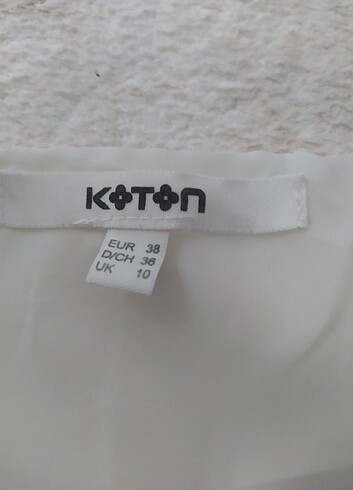 KOTON
EUR 38
D/CH 36
UK 10